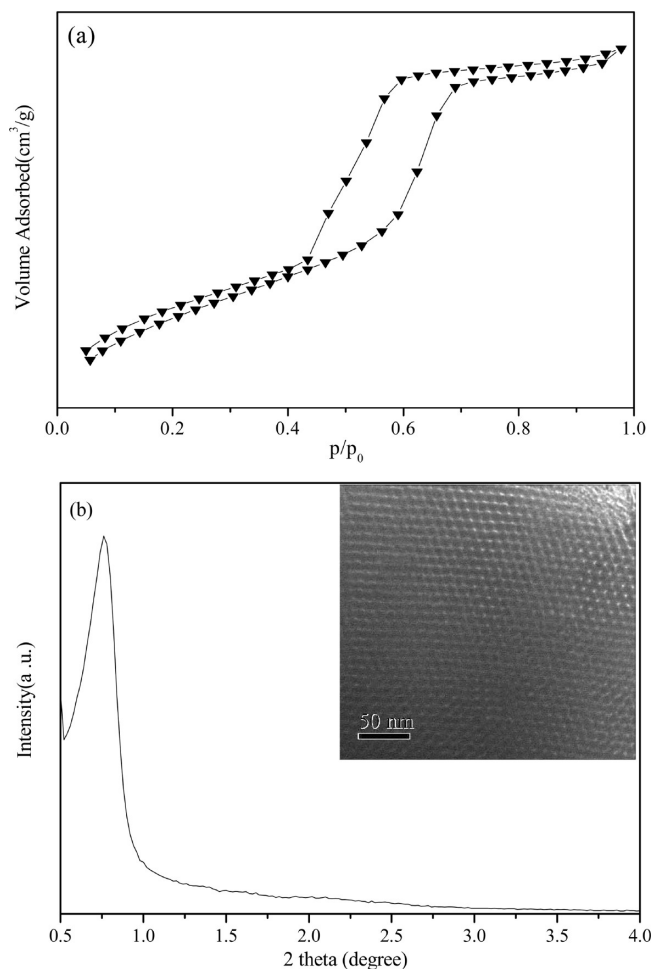 (a)
Volume Adsorbed(cm³/g)
0.0 0.2 0.4 0.6 0.8 1.0
p/p₀
(b)
Intensity(a .u.)
50 nm
0.5 1.0 1.5 2.0 2.5 3.0 3.5 4.0
2 theta (degree)